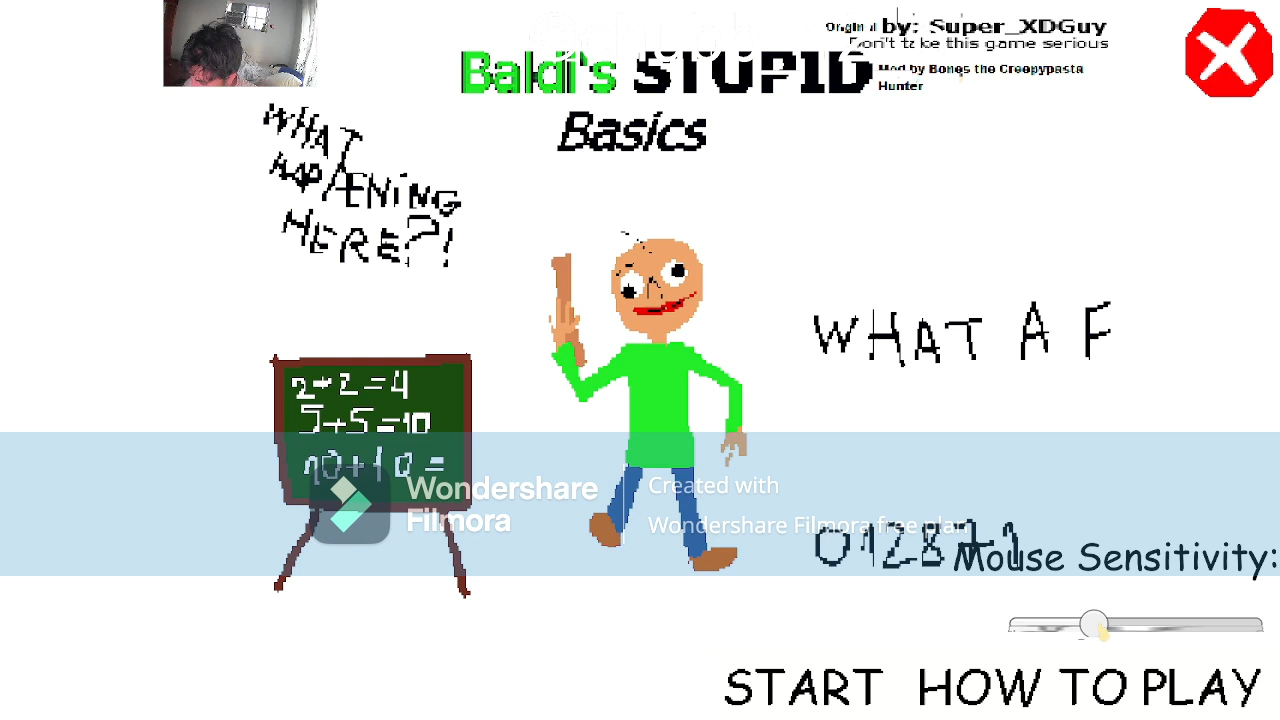 Original by: Super_XDGuy
Don't take this game serious
Baldi's STUPID
Mod by Bones the Creepypasta
Hunter
Basics
WHAT
HAPPENING
HERE?!
WHAT A F
2+2=4
5+5=10
10+10=
Wondershare
Filmora
Created with
Wondershare Filmora free plan
Mouse Sensitivity:
START HOW TO PLAY